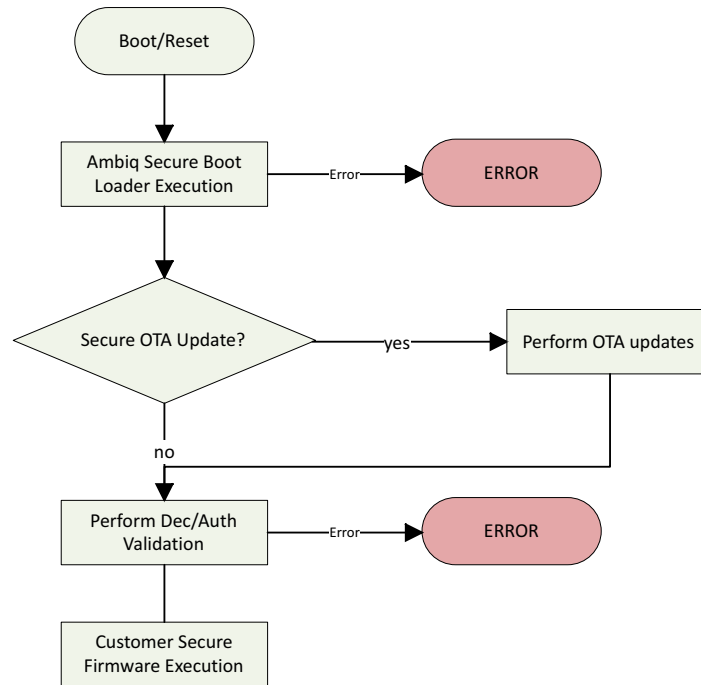 Boot/Reset
Ambiq Secure Boot
Loader Execution
Error
ERROR
Secure OTA Update?
yes
Perform OTA updates
no
Perform Dec/Auth
Validation
Error
ERROR
Customer Secure
Firmware Execution